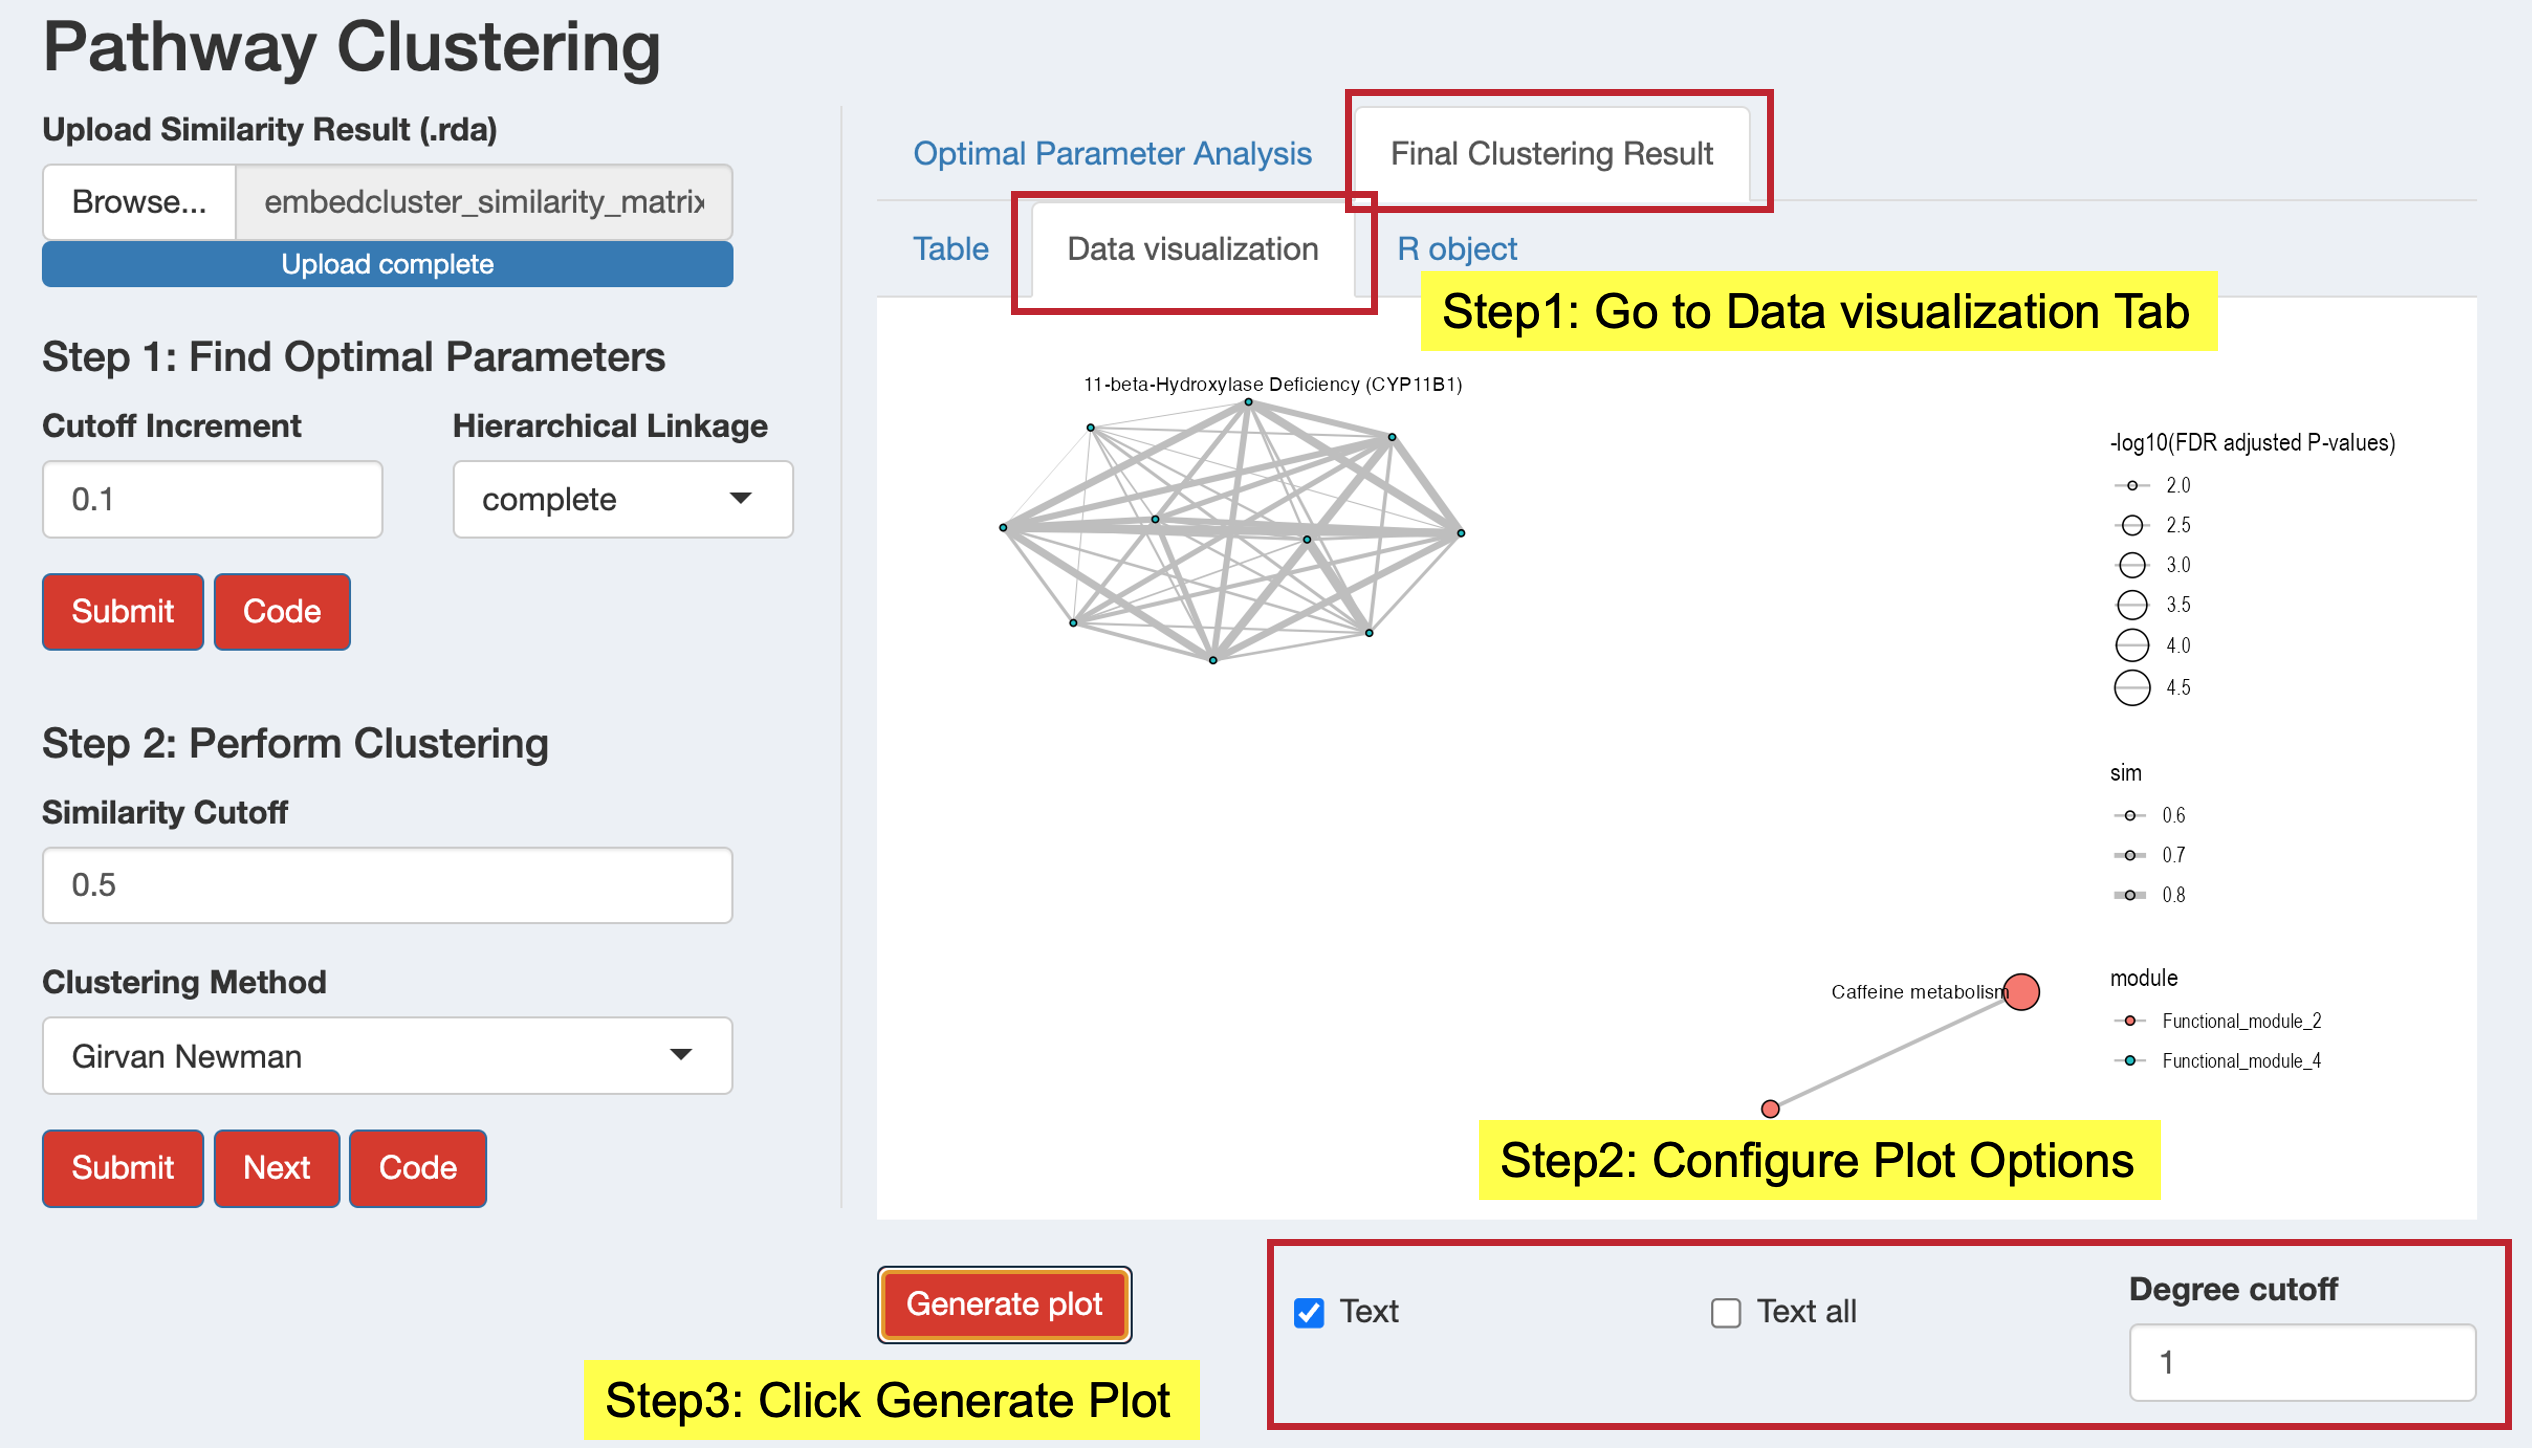 Pathway Clustering
Upload Similarity Result (.rda)
Browse... embedcluster_similarity_matrix
Upload complete
Step 1: Find Optimal Parameters
Cutoff Increment Hierarchical Linkage
0.1 complete
Submit Code
Step 2: Perform Clustering
Similarity Cutoff
0.5
Clustering Method
Girvan Newman
Submit Next Code
Optimal Parameter Analysis Final Clustering Result
Table Data visualization R object
Step1: Go to Data visualization Tab
11-beta-Hydroxylase Deficiency (CYP11B1)
-log10(FDR adjusted P-values)
2.0
2.5
3.0
3.5
4.0
4.5
sim
0.6
0.7
0.8
Caffeine metabolism
module
Functional_module_2
Functional_module_4
Step2: Configure Plot Options
Generate plot
Text
Text all
Degree cutoff
1
Step3: Click Generate Plot